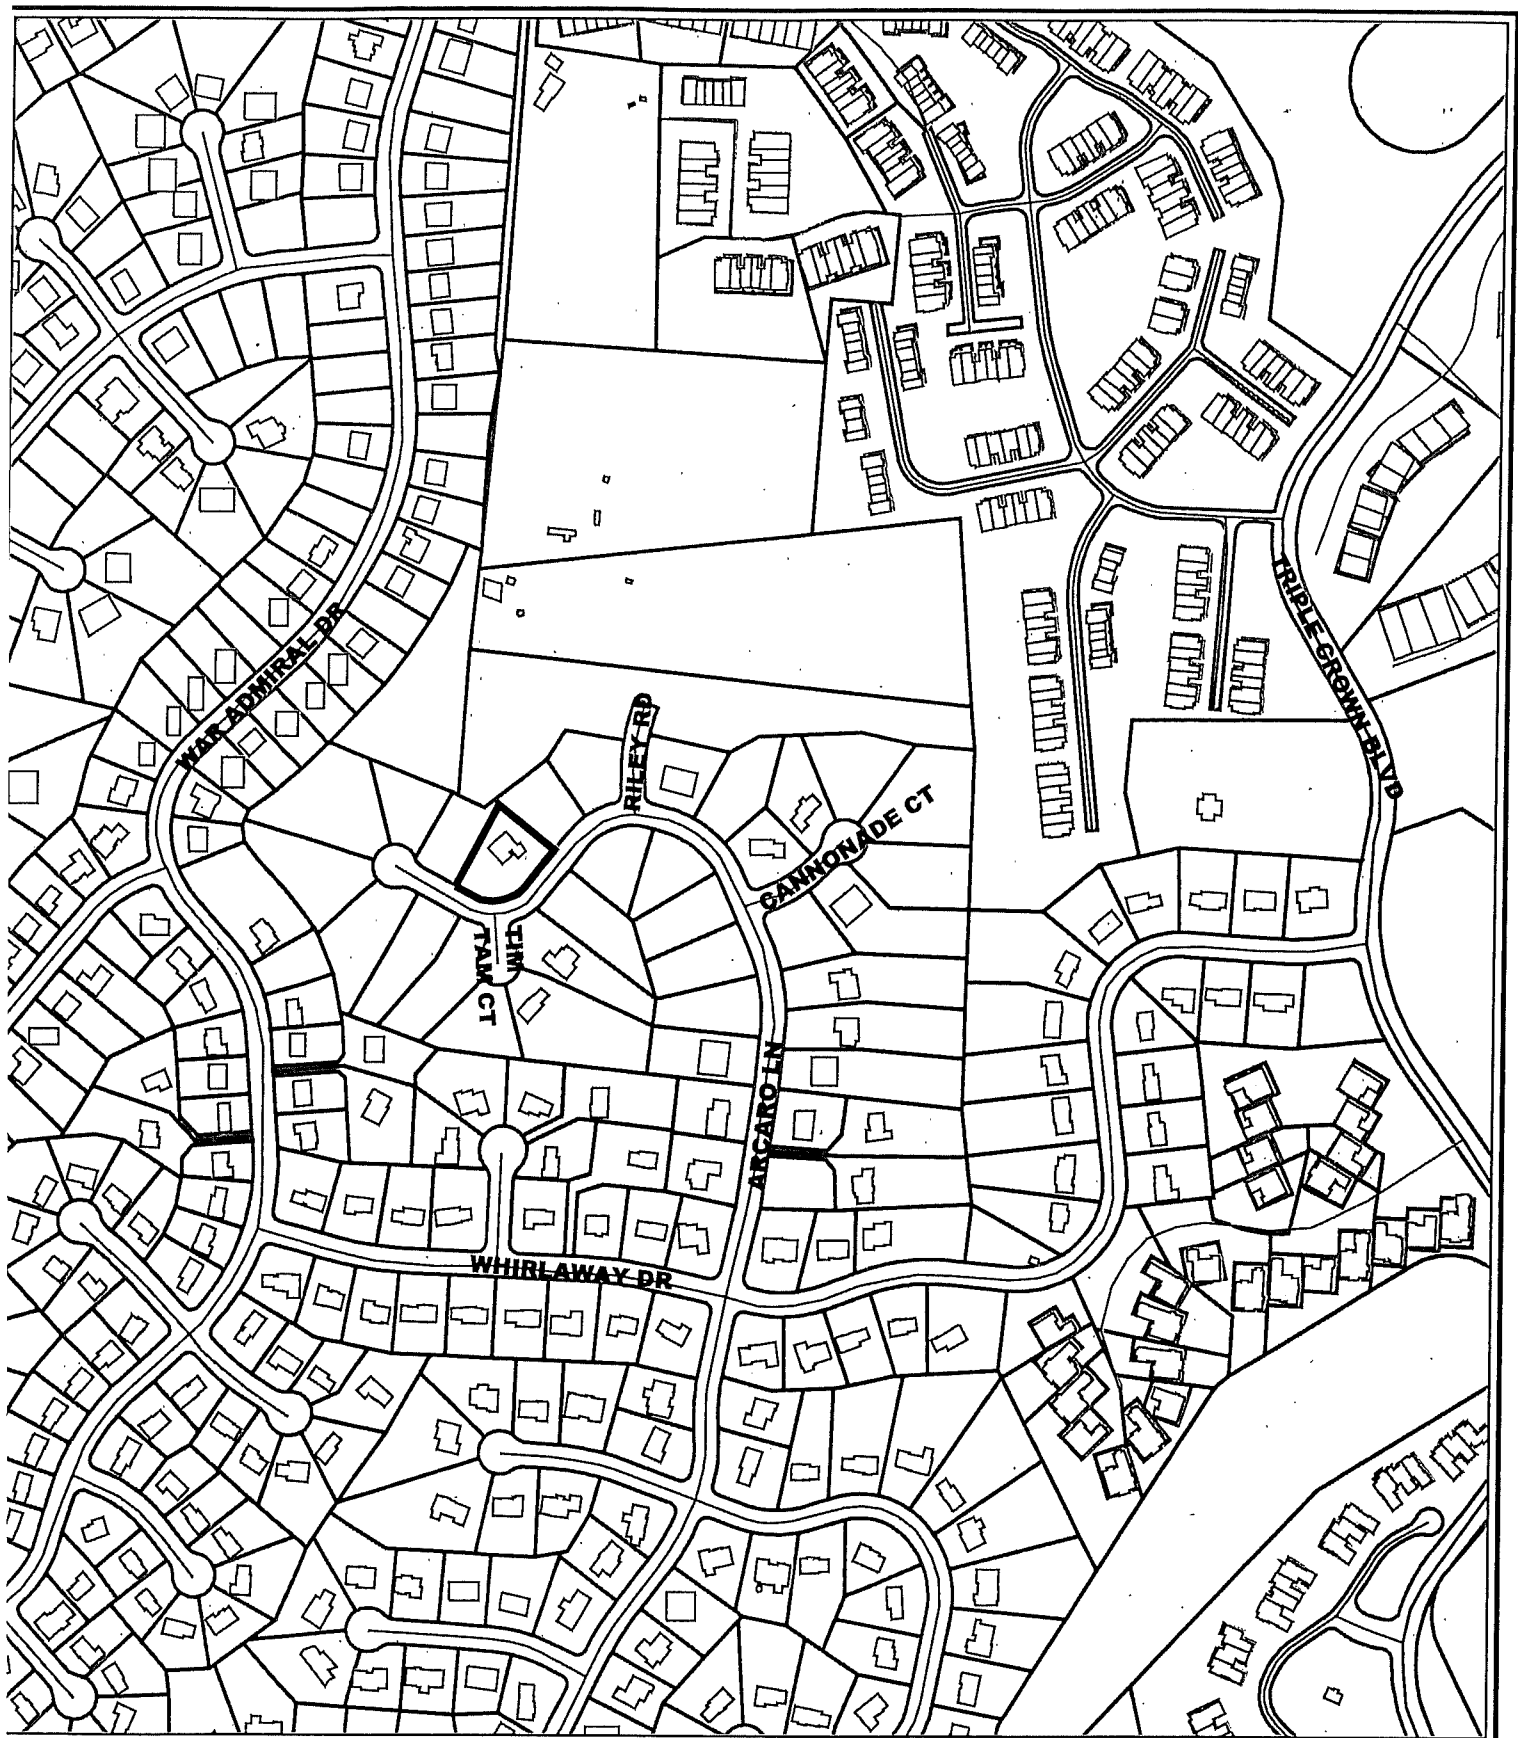 TRIPLE CROWN BLVD
WAR ADMIRAL DR
RILEY RD
CANNONADE CT
TIM
TAM CT
ARCARO LN
WHIRLAWAY DR